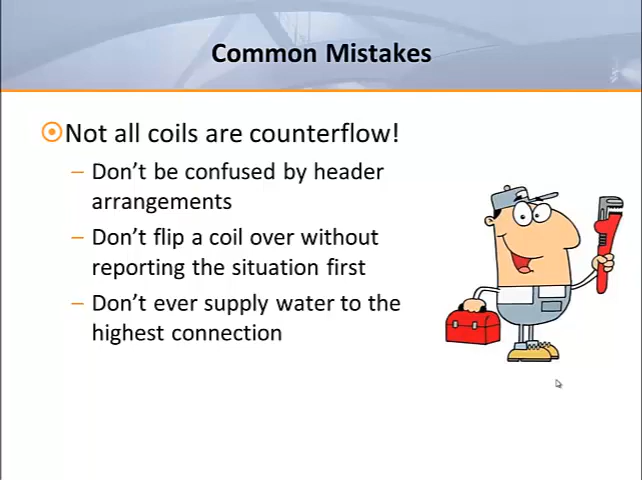 Common Mistakes
Not all coils are counterflow!
– Don't be confused by header
arrangements
– Don't flip a coil over without
reporting the situation first
– Don't ever supply water to the
highest connection